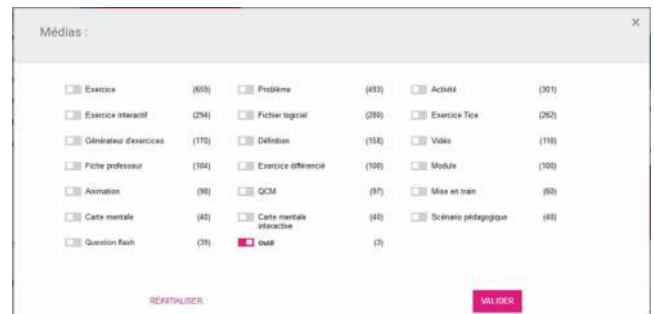 Médias :
×
Exercice (659) Problème (493) Activité (301)
Exercice interactif (294) Fichier logiciel (280) Exercice Tice (262)
Générateur d'exercices (170) Définition (158) Vidéo (110)
Fiche professeur (104) Exercice différencié (100) Module (100)
Animation (98) QCM (97) Mise en train (60)
Carte mentale (40) Carte mentale interactive (40) Scénario pédagogique (40)
Question flash (39) Outil (3)
RÉINITIALISER VALIDER